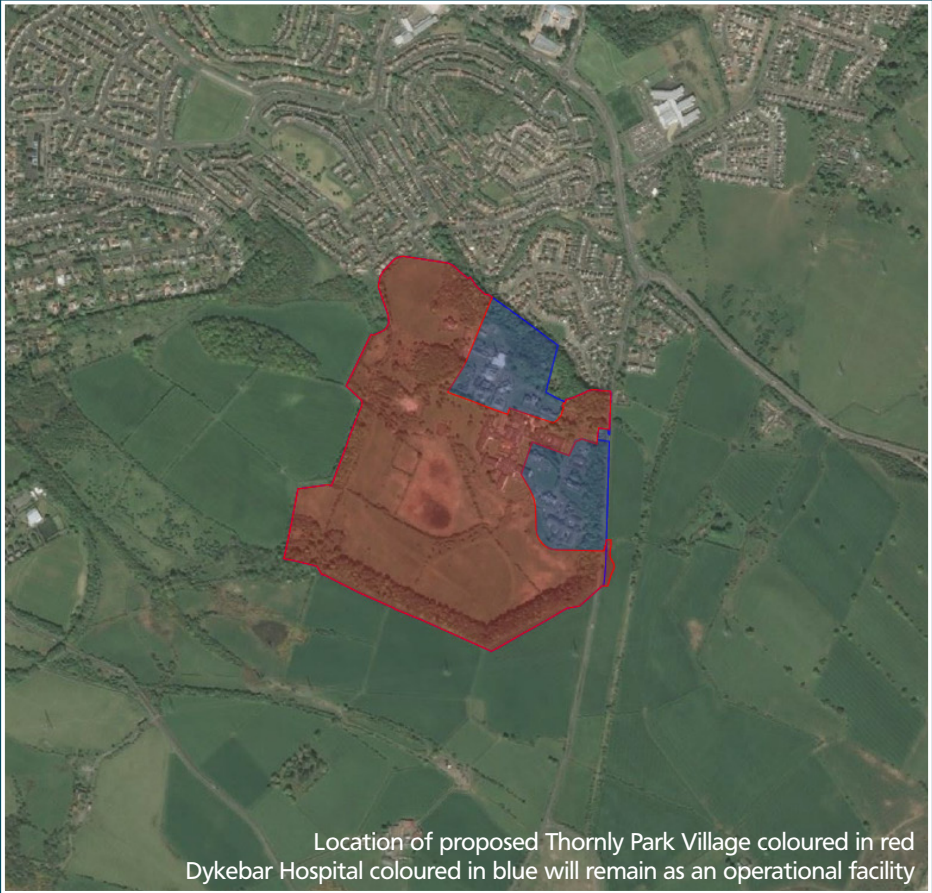 Location of proposed Thornly Park Village coloured in red
Dykebar Hospital coloured in blue will remain as an operational facility